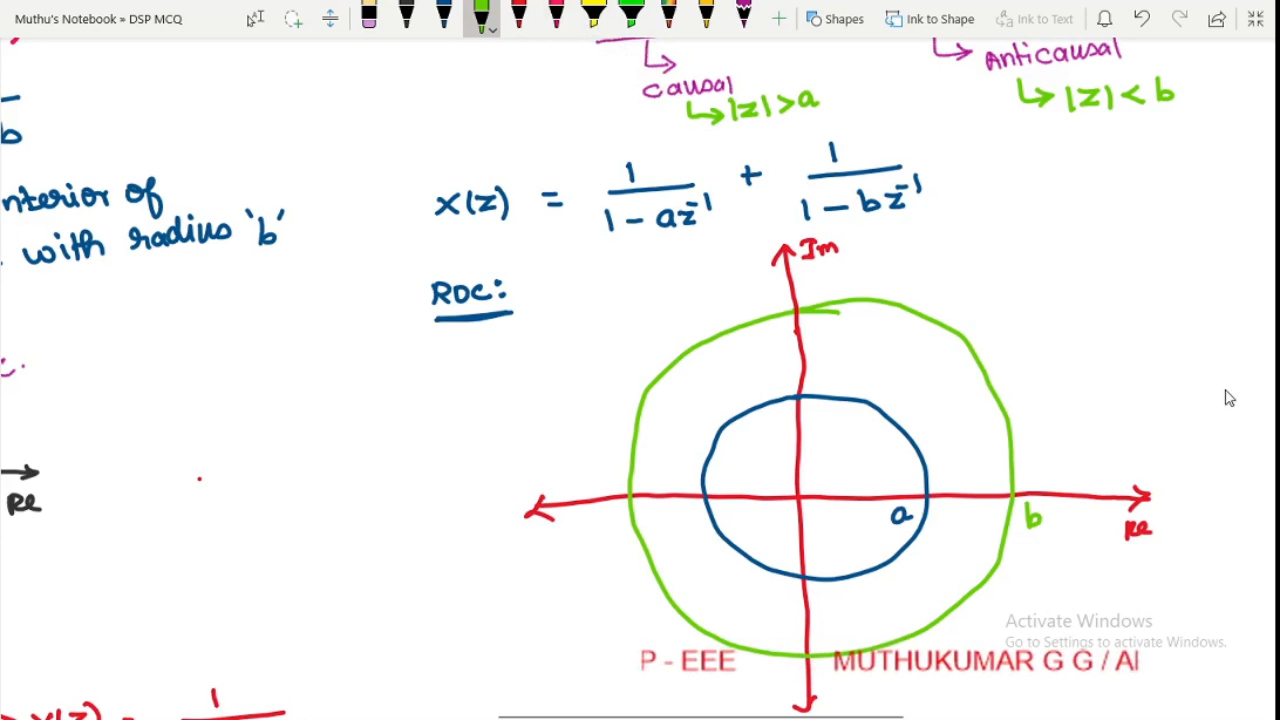 Muthu's Notebook » DSP MCQ
Shapes
Ink to Shape
Ink to Text
causal
↳ |z| > a
Anticausal
↳ |z| < b
b
nterior of
with radius 'b'
X(z) = 1/(1 - az⁻¹) + 1/(1 - bz⁻¹)
ROC:
Im
a
b
Re
Re
Activate Windows
Go to Settings to activate Windows.
P - EEE
MUTHUKUMAR G G / AI
X(z) = 1